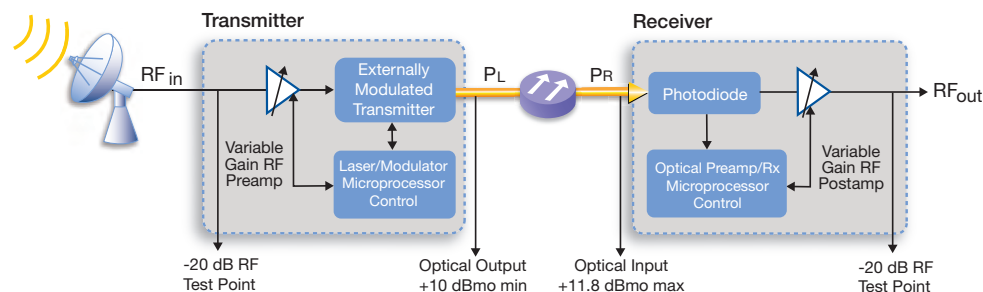 Transmitter
Receiver
RF in
Externally
Modulated
Transmitter
PL
PR
Photodiode
RFout
Variable
Gain RF
Preamp
Laser/Modulator
Microprocessor
Control
Optical Preamp/Rx
Microprocessor
Control
Variable
Gain RF
Postamp
-20 dB RF
Test Point
Optical Output
+10 dBmo min
Optical Input
+11.8 dBmo max
-20 dB RF
Test Point